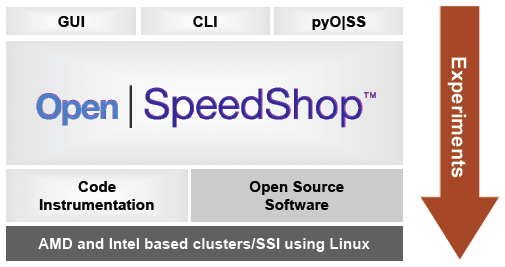 GUI
CLI
pyO|SS
Open | SpeedShop™
Code
Instrumentation
Open Source
Software
AMD and Intel based clusters/SSI using Linux
Experiments